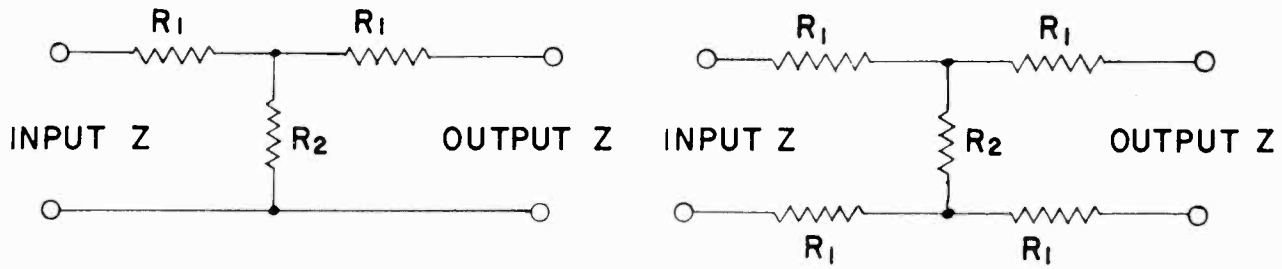 R1 R1
R2
INPUT Z OUTPUT Z
R1 R1
R2
INPUT Z OUTPUT Z
R1 R1